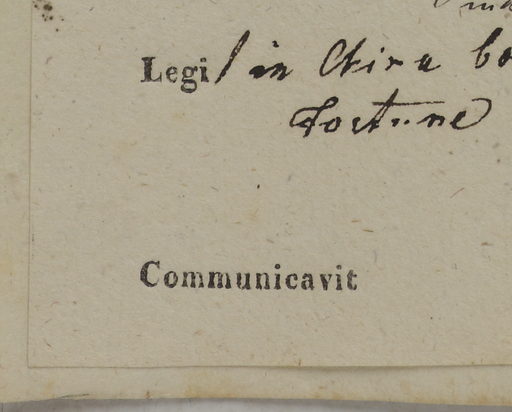 Legi in China bo
Fortune
Communicavit